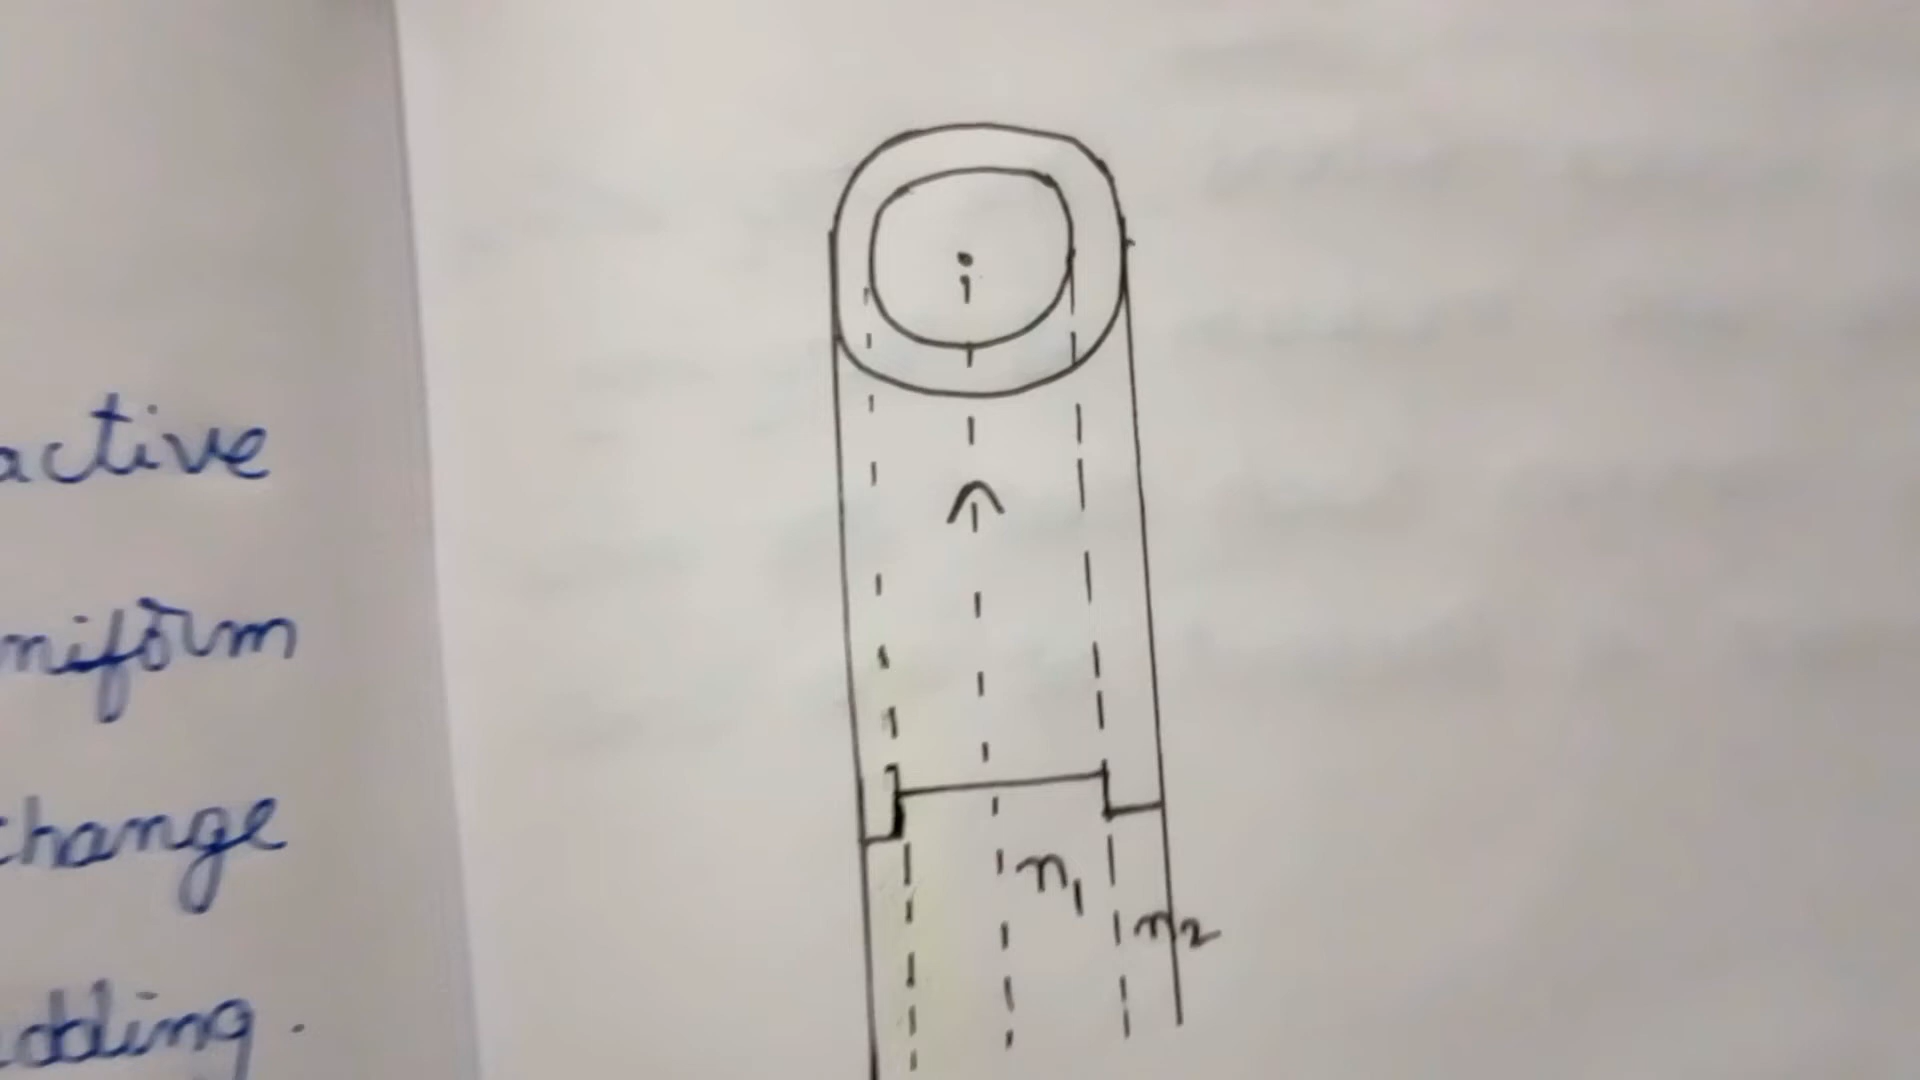 active
niform
change
dding.
n1
n2